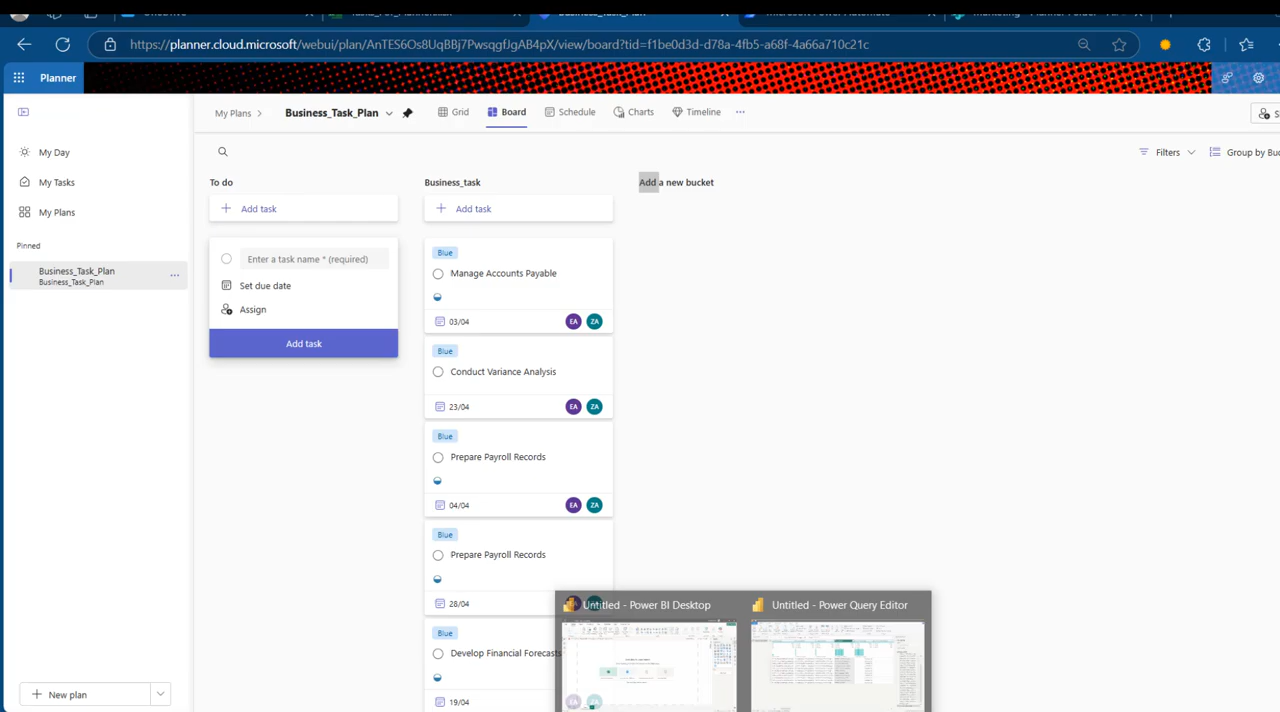 https://planner.cloud.microsoft/webui/plan/AnTES6Os8UqBBj7PwsqgfJgAB4pX/view/board?tid=f1be0d3d-d78a-4fb5-a68f-4a66a710c21c
Planner
My Plans
Business_Task_Plan
Grid
Board
Schedule
Charts
Timeline
My Day
My Tasks
My Plans
Pinned
Business_Task_Plan
Business_Task_Plan
New plan
Filters
Group by Buc
To do
Add task
Enter a task name * (required)
Set due date
Assign
Add task
Business_task
Add task
Blue
Manage Accounts Payable
03/04
EA
ZA
Blue
Conduct Variance Analysis
23/04
EA
ZA
Blue
Prepare Payroll Records
04/04
EA
ZA
Blue
Prepare Payroll Records
28/04
Blue
Develop Financial Forecasts
19/04
Add a new bucket
Untitled - Power BI Desktop
Untitled - Power Query Editor